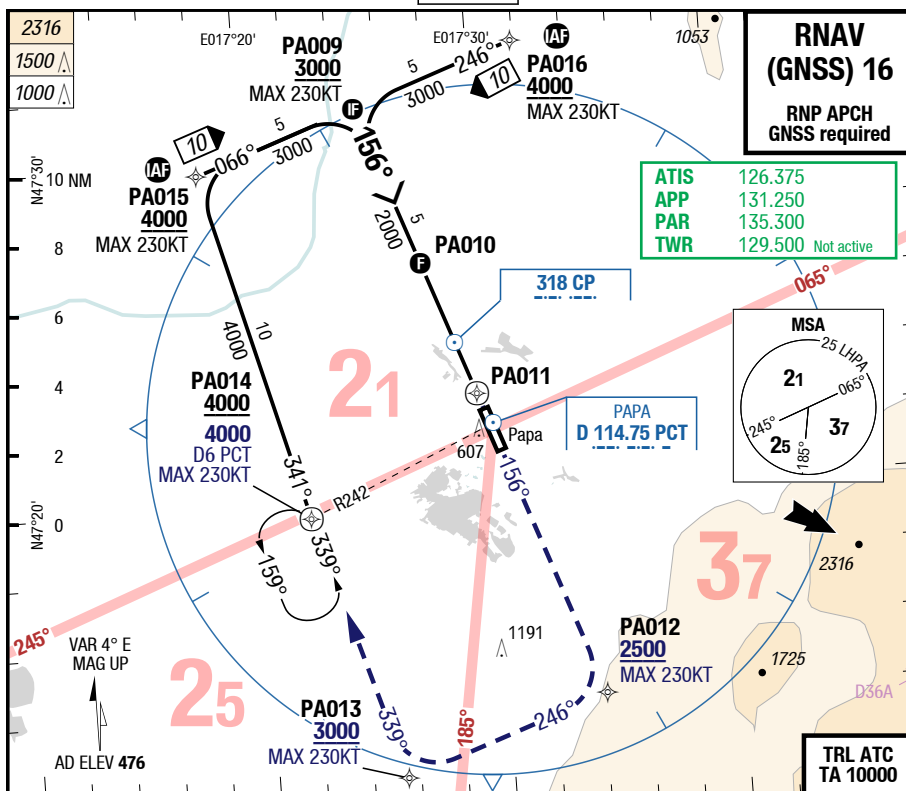 2316
1500
1000
E017°20'
E017°30'
1053
RNAV
(GNSS) 16
RNP APCH
GNSS required
PA009
3000
MAX 230KT
IF
IAF
PA016
4000
MAX 230KT
246°
5
3000
10
10
5
066°
3000
156°
IAF
PA015
4000
MAX 230KT
N47°30'
10 NM
8
6
4
2
0
N47°20'
ATIS 126.375
APP 131.250
PAR 135.300
TWR 129.500 Not active
5
2000
F
PA010
065°
318 CP
MSA
25 LHPA
21
065°
245°
25
185°
37
10
4000
21
PA014
4000
4000
D6 PCT
MAX 230KT
PA011
PAPA
D 114.75 PCT
607
Papa
341°
R242
156°
339°
159°
37
2316
245°
VAR 4° E
MAG UP
AD ELEV 476
25
1191
PA012
2500
MAX 230KT
1725
D36A
PA013
3000
MAX 230KT
339°
185°
246°
TRL ATC
TA 10000